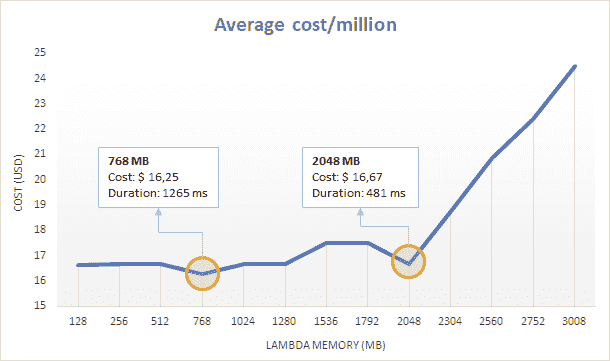 Average cost/million
COST (USD)
25
24
23
22
21
20
19
18
17
16
15
768 MB
Cost: $ 16,25
Duration: 1265 ms
2048 MB
Cost: $ 16,67
Duration: 481 ms
128 256 512 768 1024 1280 1536 1792 2048 2304 2560 2752 3008
LAMBDA MEMORY (MB)